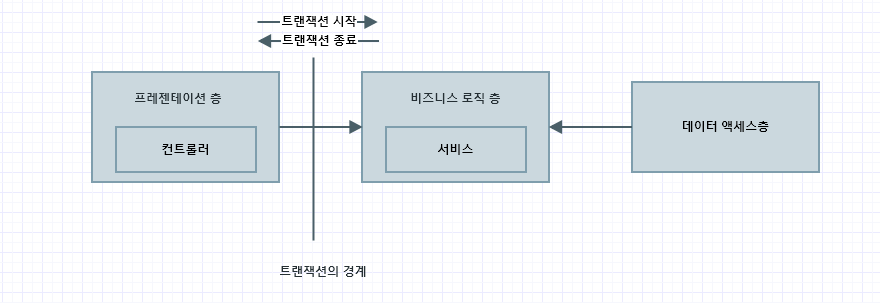 트랜잭션 시작
트랜잭션 종료
프레젠테이션 층
비즈니스 로직 층
데이터 액세스층
컨트롤러
서비스
트랜잭션의 경계